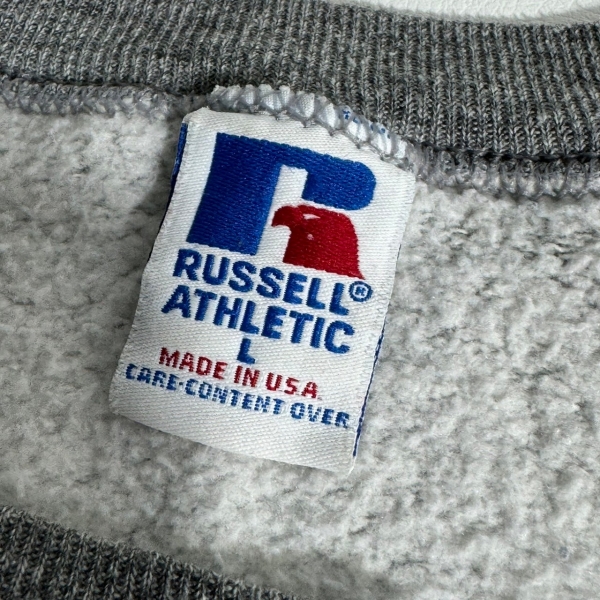 RUSSELL®
ATHLETIC
L
MADE IN U.S.A.
CARE·CONTENT OVER